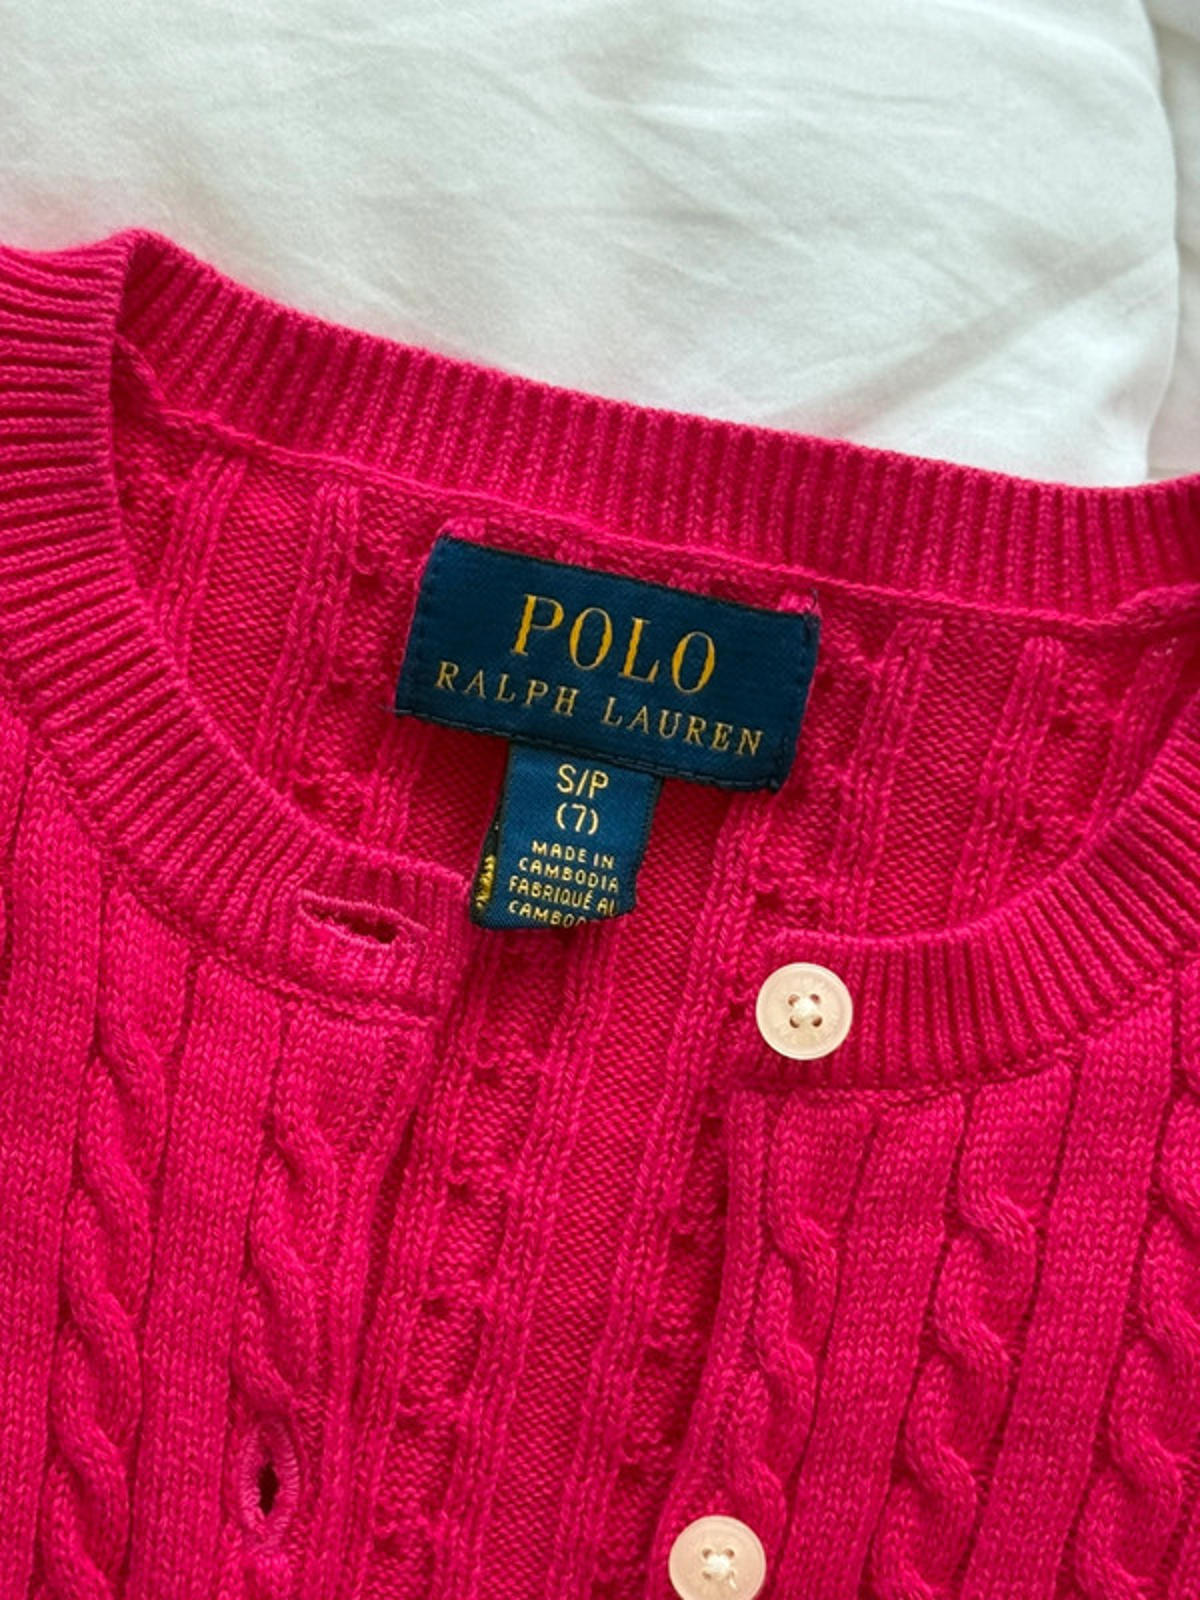 POLO
RALPH LAUREN
S/P
(7)
MADE IN
CAMBODIA
FABRIQUÉ AU